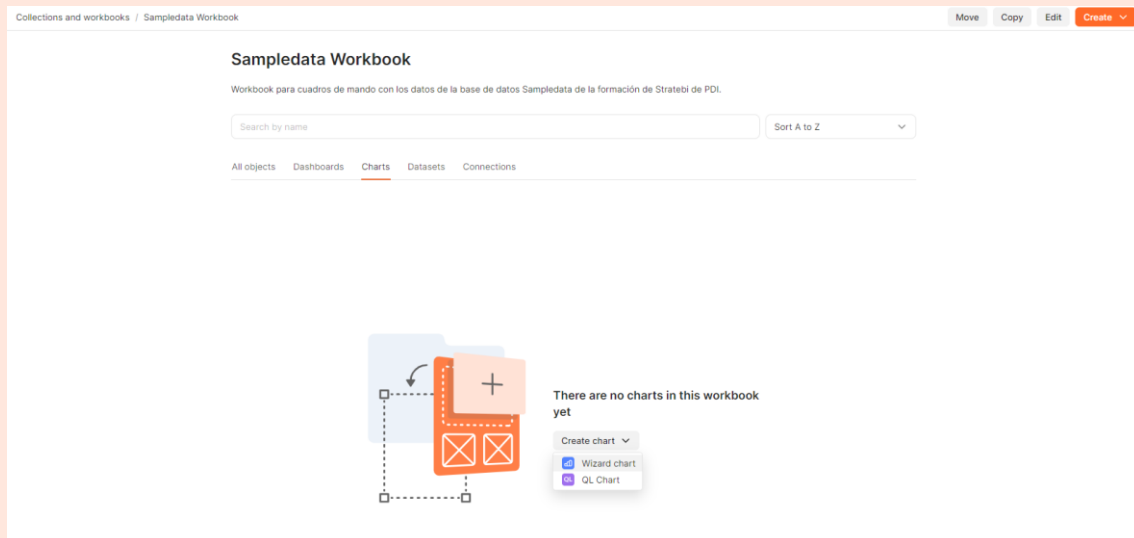 Collections and workbooks / Sampledata Workbook
Move Copy Edit Create
Sampledata Workbook
Workbook para cuadros de mando con los datos de la base de datos Sampledata de la formación de Stratebi de PDI.
Search by name
Sort A to Z
All objects Dashboards Charts Datasets Connections
There are no charts in this workbook
yet
Create chart
Wizard chart
QL QL Chart